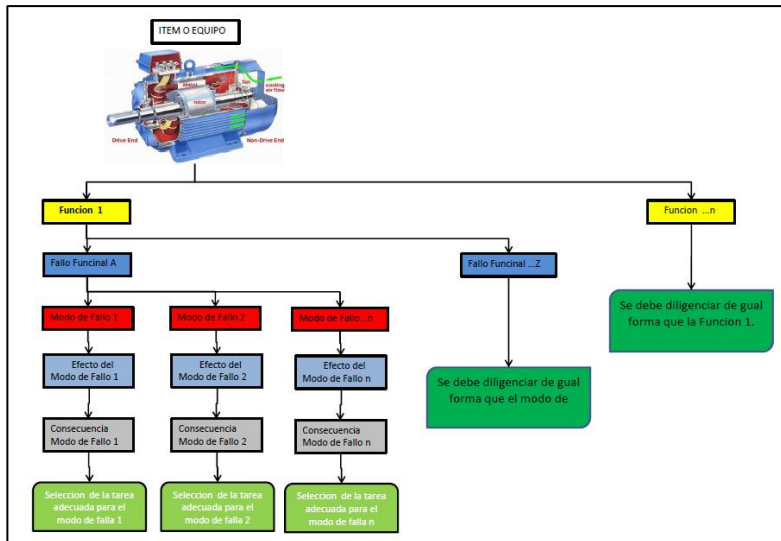 ITEM O EQUIPO
stator
fan
cooling
air flow
rotor
Drive End
Non-Drive End
Funcion 1
Funcion ...n
Fallo Funcinal A
Fallo Funcinal ...Z
Modo de Fallo 1
Modo de Fallo 2
Modo de Fallo...n
Se debe diligenciar de gual
forma que la Funcion 1.
Efecto del
Modo de Fallo 1
Efecto del
Modo de Fallo 2
Efecto del
Modo de Fallo n
Se debe diligenciar de gual
forma que el modo de
Consecuencia
Modo de Fallo 1
Consecuencia
Modo de Fallo 2
Consecuencia
Modo de Fallo n
Seleccion de la tarea
adecuada para el
modo de falla 1
Seleccion de la tarea
adecuada para el
modo de falla 2
Seleccion de la tarea
adecuada para el
modo de falla n